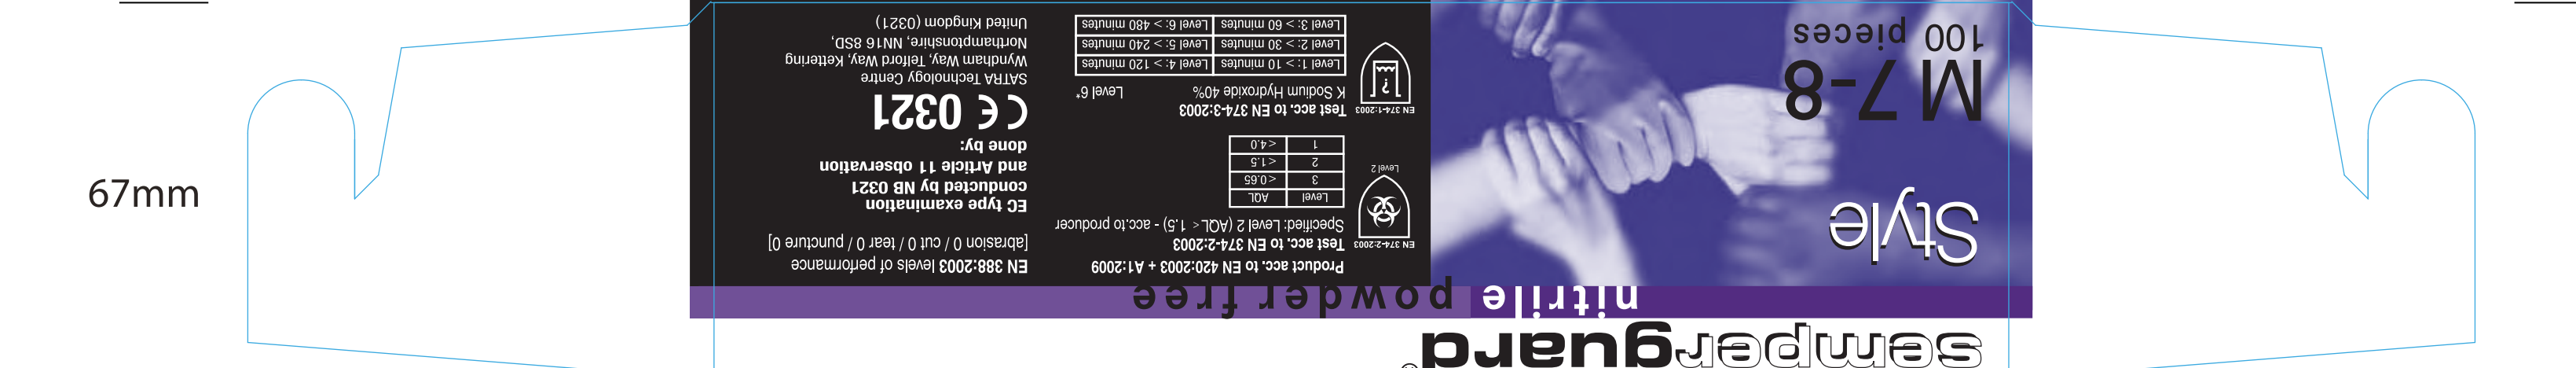 67mm
semperguard®
nitrile powder free
Style
M 7-8
100 pieces
Product acc. to EN 420:2003 + A1:2009
Test acc. to EN 374-2:2003
Specified: Level 2 (AQL< 1.5) - acc.to producer
EN 374-2:2003
Level 2
Level AQL
3 <0.65
2 <1.5
1 <4.0
EN 374-1:2003
Test acc. to EN 374-3:2003
K Sodium Hydroxide 40% Level 6*
Level 1: > 10 minutes Level 4: > 120 minutes
Level 2: > 30 minutes Level 5: > 240 minutes
Level 3: > 60 minutes Level 6: > 480 minutes
EN 388:2003 levels of performance
[abrasion 0 / cut 0 / tear 0 / puncture 0]
EC type examination
conducted by NB 0321
and Article 11 observation
done by:
CE 0321
SATRA Technology Centre
Wyndham Way, Telford Way, Kettering
Northamptonshire, NN16 8SD,
United Kingdom (0321)